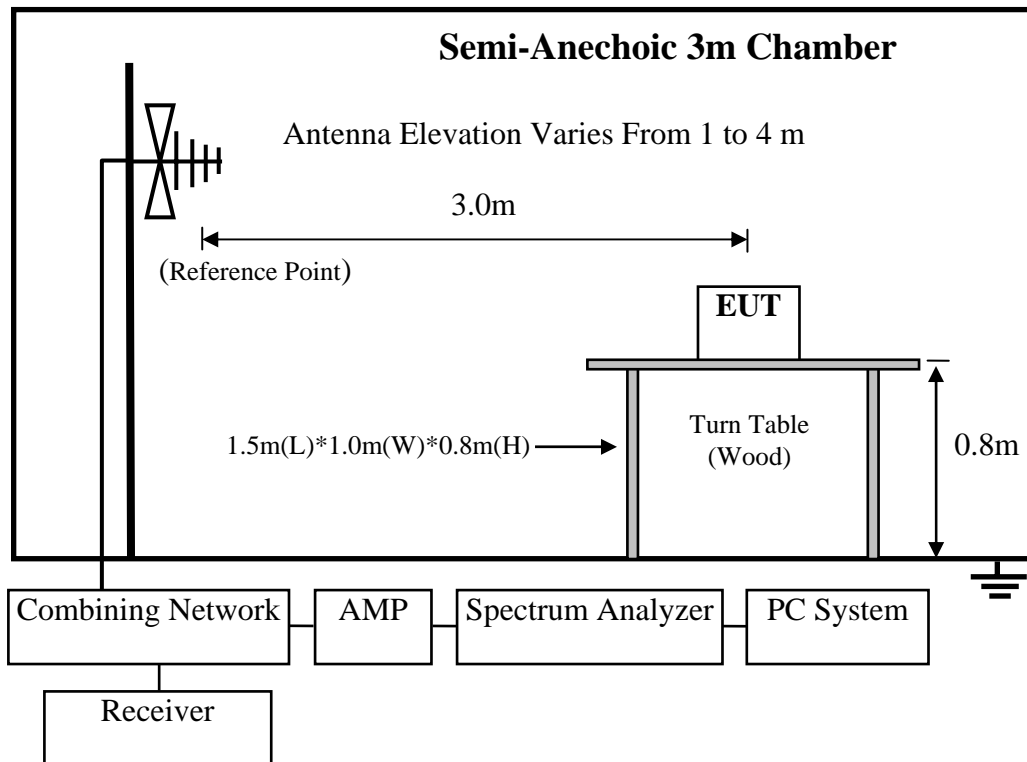 Semi-Anechoic 3m Chamber
Antenna Elevation Varies From 1 to 4 m
3.0m
(Reference Point)
EUT
Turn Table
(Wood)
1.5m(L)*1.0m(W)*0.8m(H)
0.8m
Combining Network
AMP
Spectrum Analyzer
PC System
Receiver